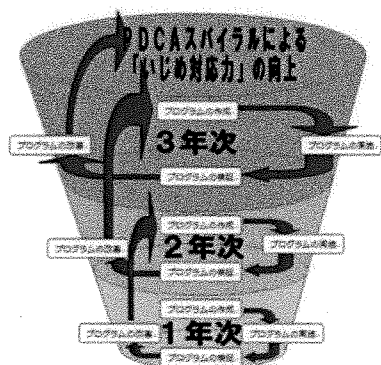 PDCAスパイラルによる
「いじめ対応力」の向上
プログラムの作成
3年次
プログラムの改善
プログラムの実施
プログラムの検証
プログラムの作成
2年次
プログラムの改善
プログラムの実施
プログラムの検証
プログラムの作成
1年次
プログラムの改善
プログラムの実施
プログラムの検証